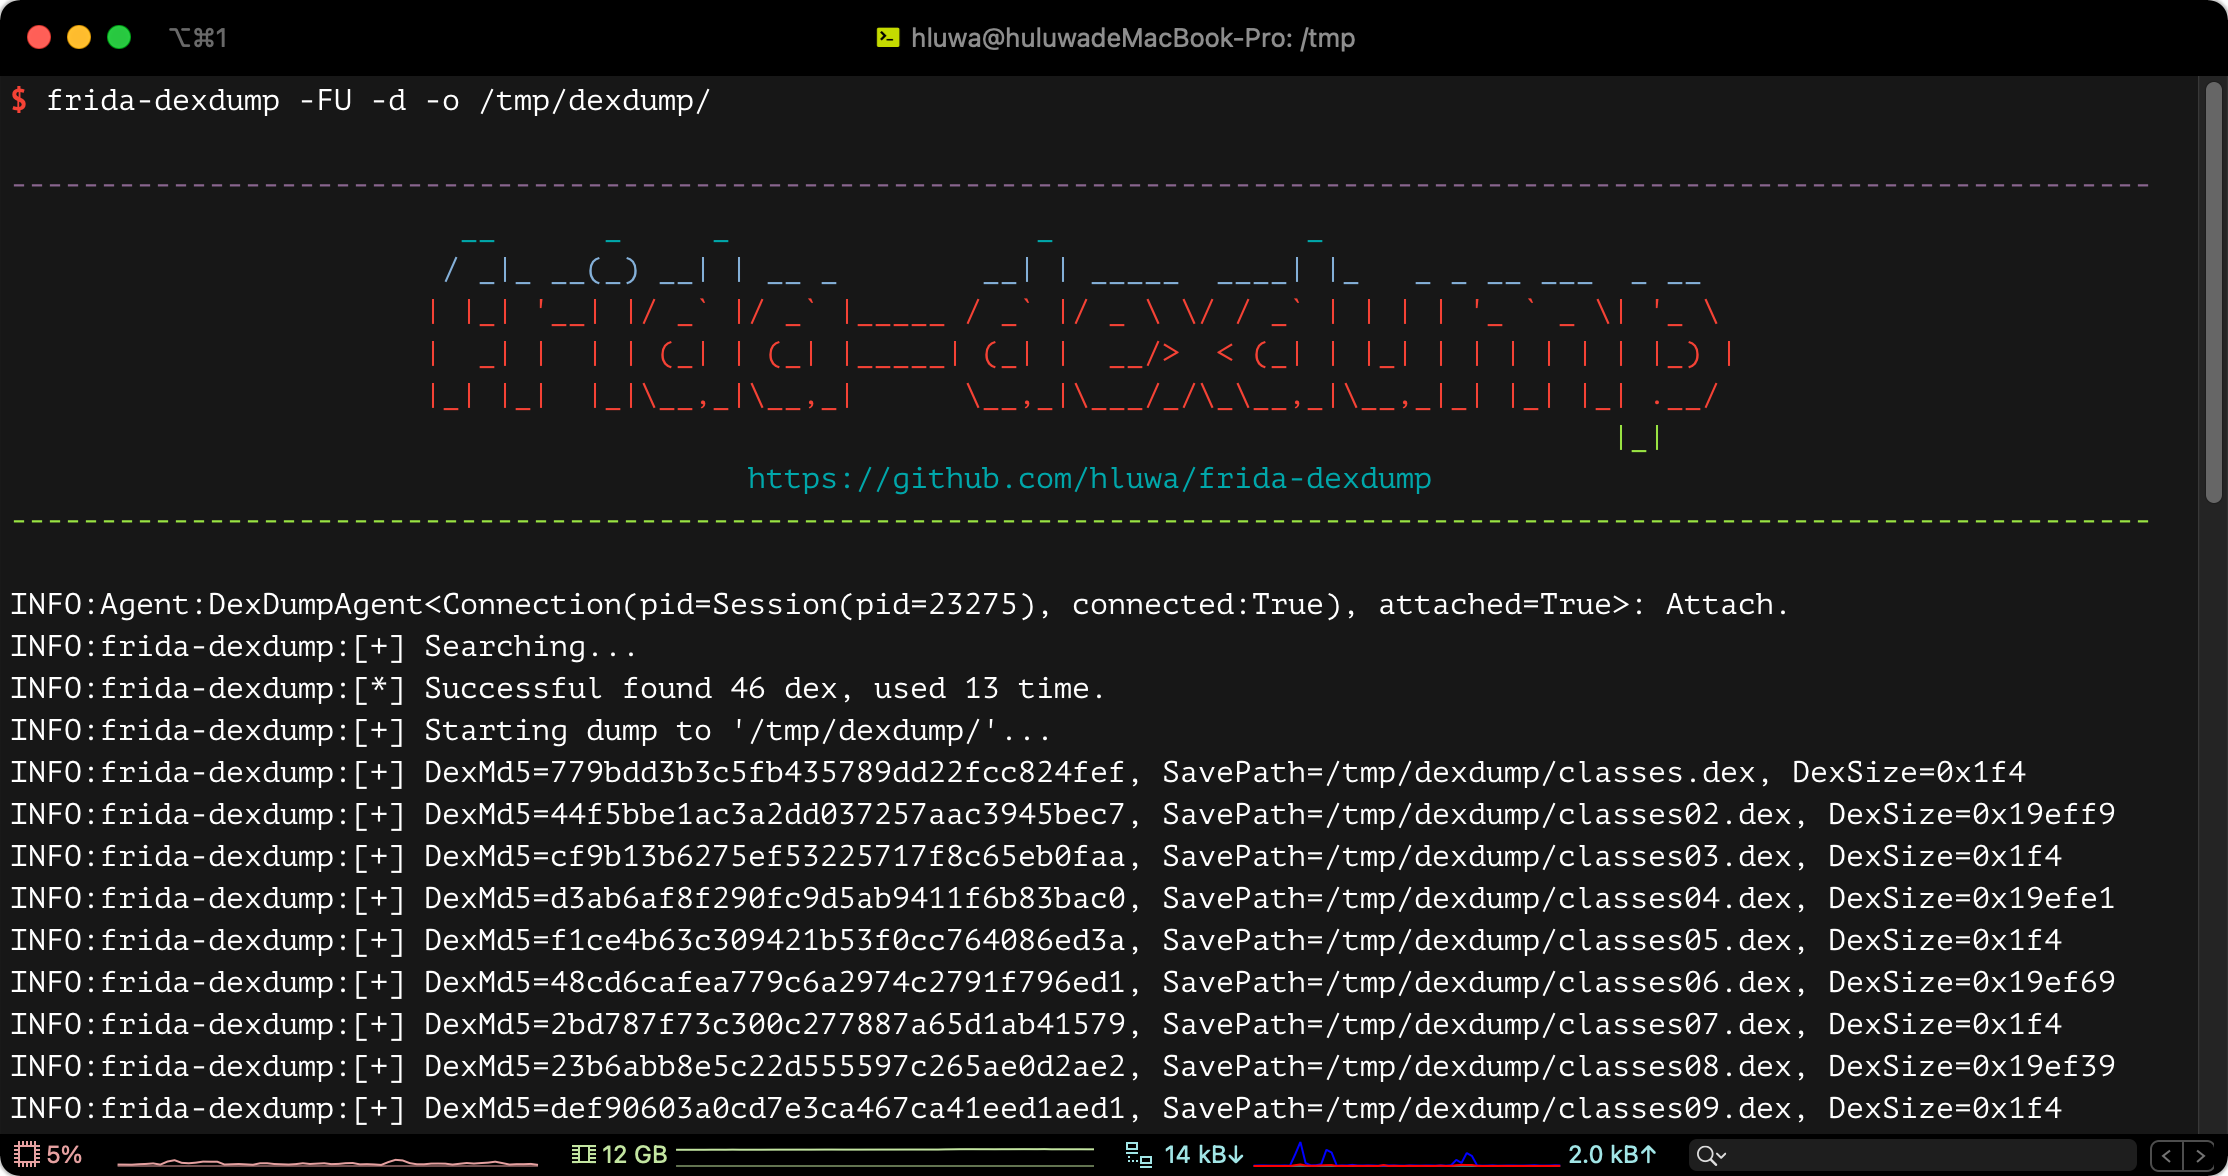 ⌥⌘1
hluwa@huluwadeMacBook-Pro: /tmp
$ frida-dexdump -FU -d -o /tmp/dexdump/
frida-dexdump
https://github.com/hluwa/frida-dexdump
INFO:Agent:DexDumpAgent<Connection(pid=Session(pid=23275), connected:True), attached=True>: Attach.
INFO:frida-dexdump:[+] Searching...
INFO:frida-dexdump:[*] Successful found 46 dex, used 13 time.
INFO:frida-dexdump:[+] Starting dump to '/tmp/dexdump/'...
INFO:frida-dexdump:[+] DexMd5=779bdd3b3c5fb435789dd22fcc824fef, SavePath=/tmp/dexdump/classes.dex, DexSize=0x1f4
INFO:frida-dexdump:[+] DexMd5=44f5bbe1ac3a2dd037257aac3945bec7, SavePath=/tmp/dexdump/classes02.dex, DexSize=0x19eff9
INFO:frida-dexdump:[+] DexMd5=cf9b13b6275ef53225717f8c65eb0faa, SavePath=/tmp/dexdump/classes03.dex, DexSize=0x1f4
INFO:frida-dexdump:[+] DexMd5=d3ab6af8f290fc9d5ab9411f6b83bac0, SavePath=/tmp/dexdump/classes04.dex, DexSize=0x19efe1
INFO:frida-dexdump:[+] DexMd5=f1ce4b63c309421b53f0cc764086ed3a, SavePath=/tmp/dexdump/classes05.dex, DexSize=0x1f4
INFO:frida-dexdump:[+] DexMd5=48cd6cafea779c6a2974c2791f796ed1, SavePath=/tmp/dexdump/classes06.dex, DexSize=0x19ef69
INFO:frida-dexdump:[+] DexMd5=2bd787f73c300c277887a65d1ab41579, SavePath=/tmp/dexdump/classes07.dex, DexSize=0x1f4
INFO:frida-dexdump:[+] DexMd5=23b6abb8e5c22d555597c265ae0d2ae2, SavePath=/tmp/dexdump/classes08.dex, DexSize=0x19ef39
INFO:frida-dexdump:[+] DexMd5=def90603a0cd7e3ca467ca41eed1aed1, SavePath=/tmp/dexdump/classes09.dex, DexSize=0x1f4
5% 12 GB 14 kB↓ 2.0 kB↑